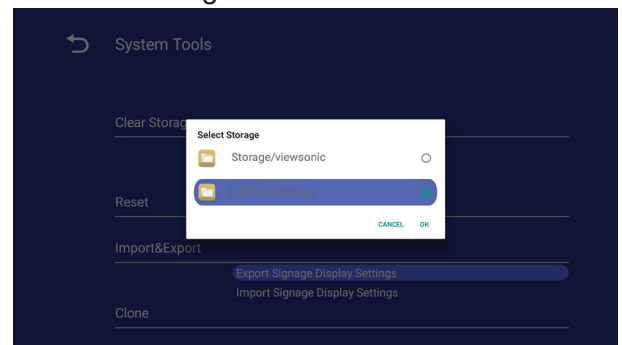 System Tools
Clear Storag
Select Storage
Storage/viewsonic
CANCEL OK
Reset
Import&Export
Export Signage Display Settings
Import Signage Display Settings
Clone